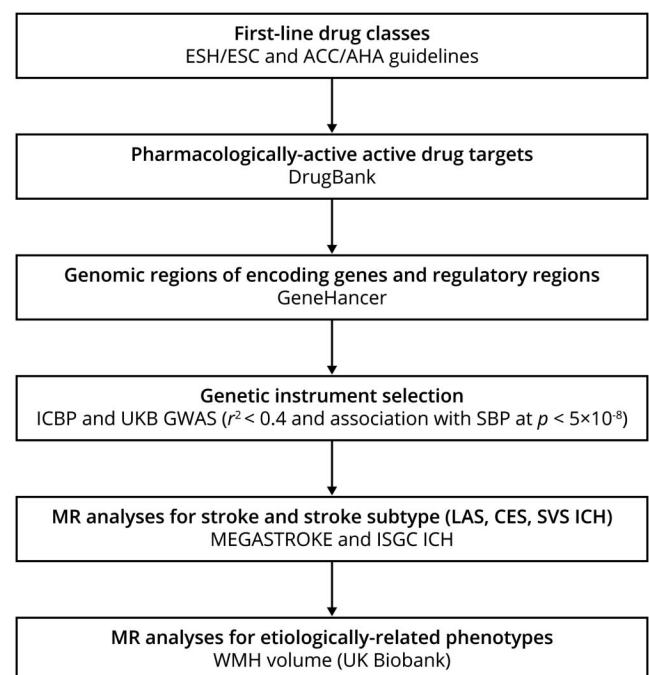 First-line drug classes
ESH/ESC and ACC/AHA guidelines
Pharmacologically-active active drug targets
DrugBank
Genomic regions of encoding genes and regulatory regions
GeneHancer
Genetic instrument selection
ICBP and UKB GWAS (r² < 0.4 and association with SBP at p < 5×10⁻⁸)
MR analyses for stroke and stroke subtype (LAS, CES, SVS ICH)
MEGASTROKE and ISGC ICH
MR analyses for etiologically-related phenotypes
WMH volume (UK Biobank)